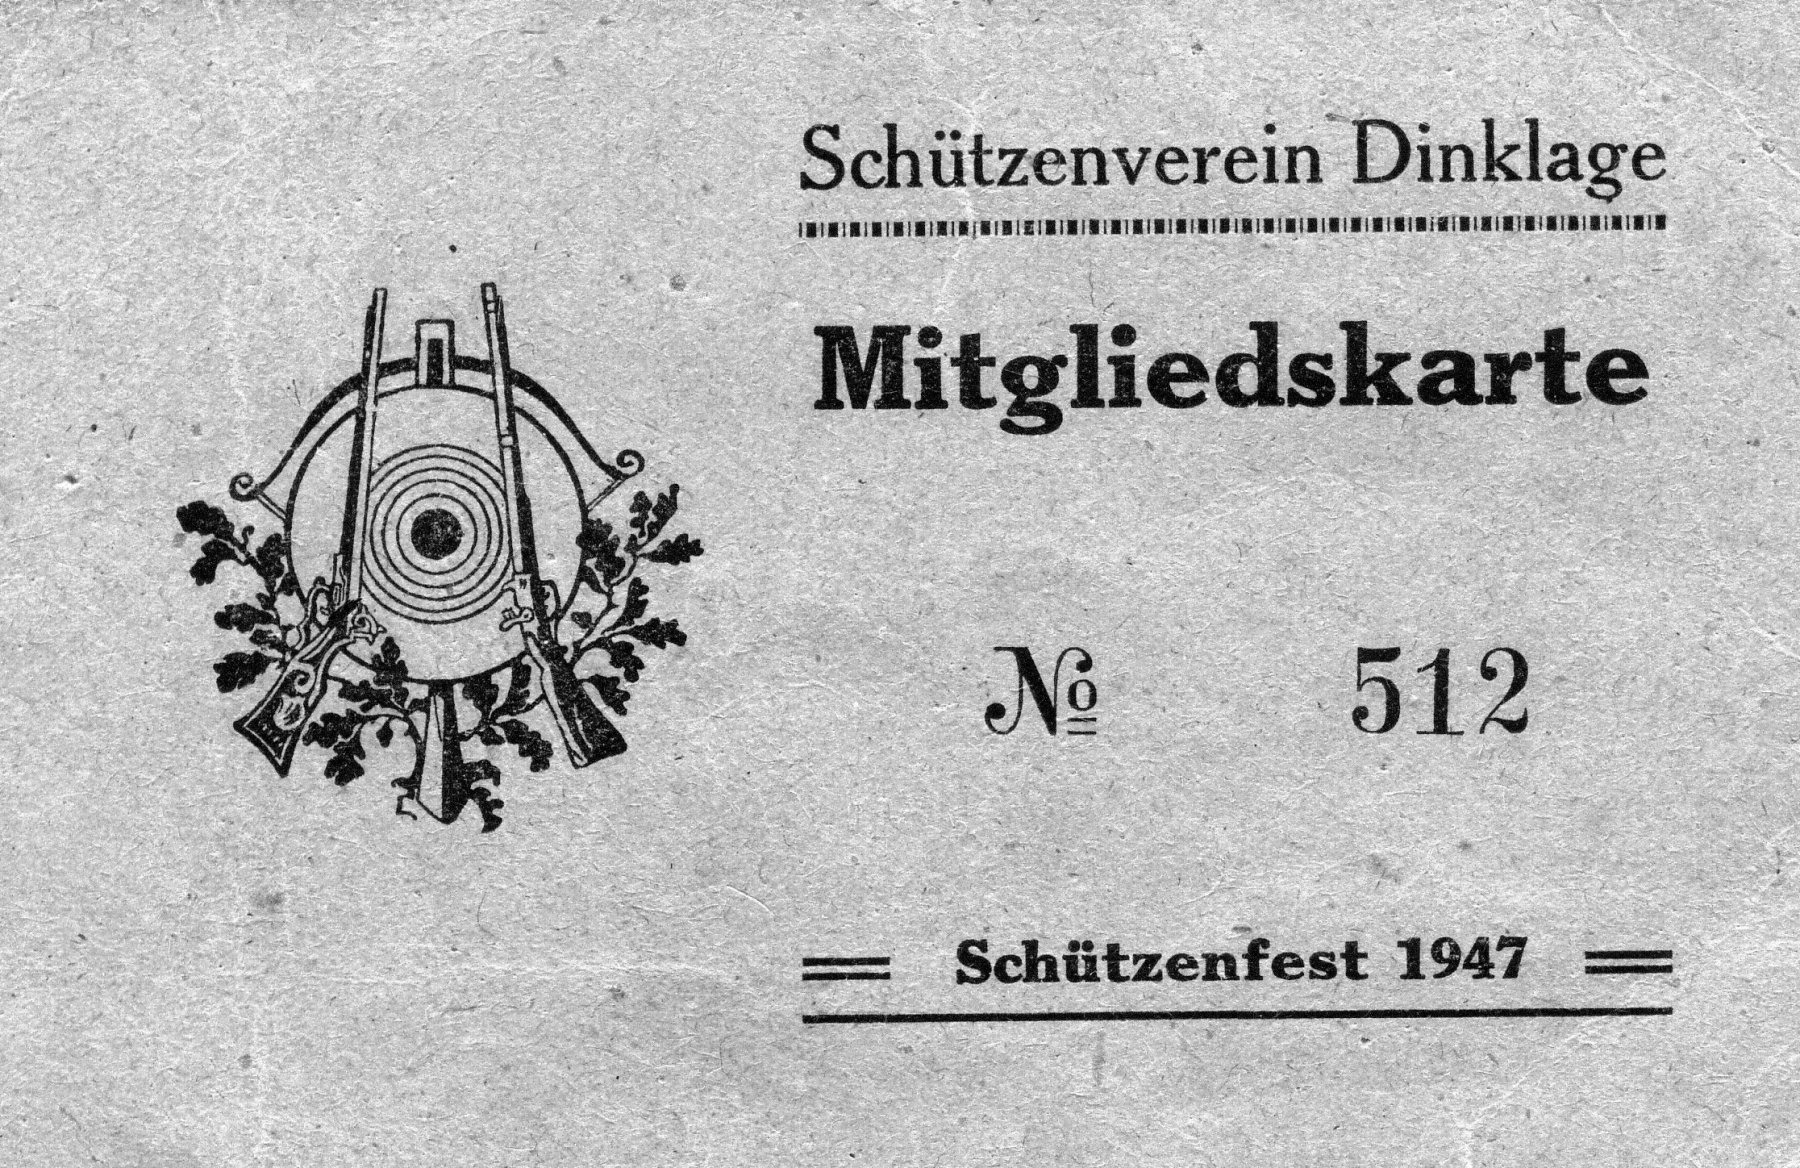 Schützenverein Dinklage
Mitgliedskarte
№ 512
Schützenfest 1947